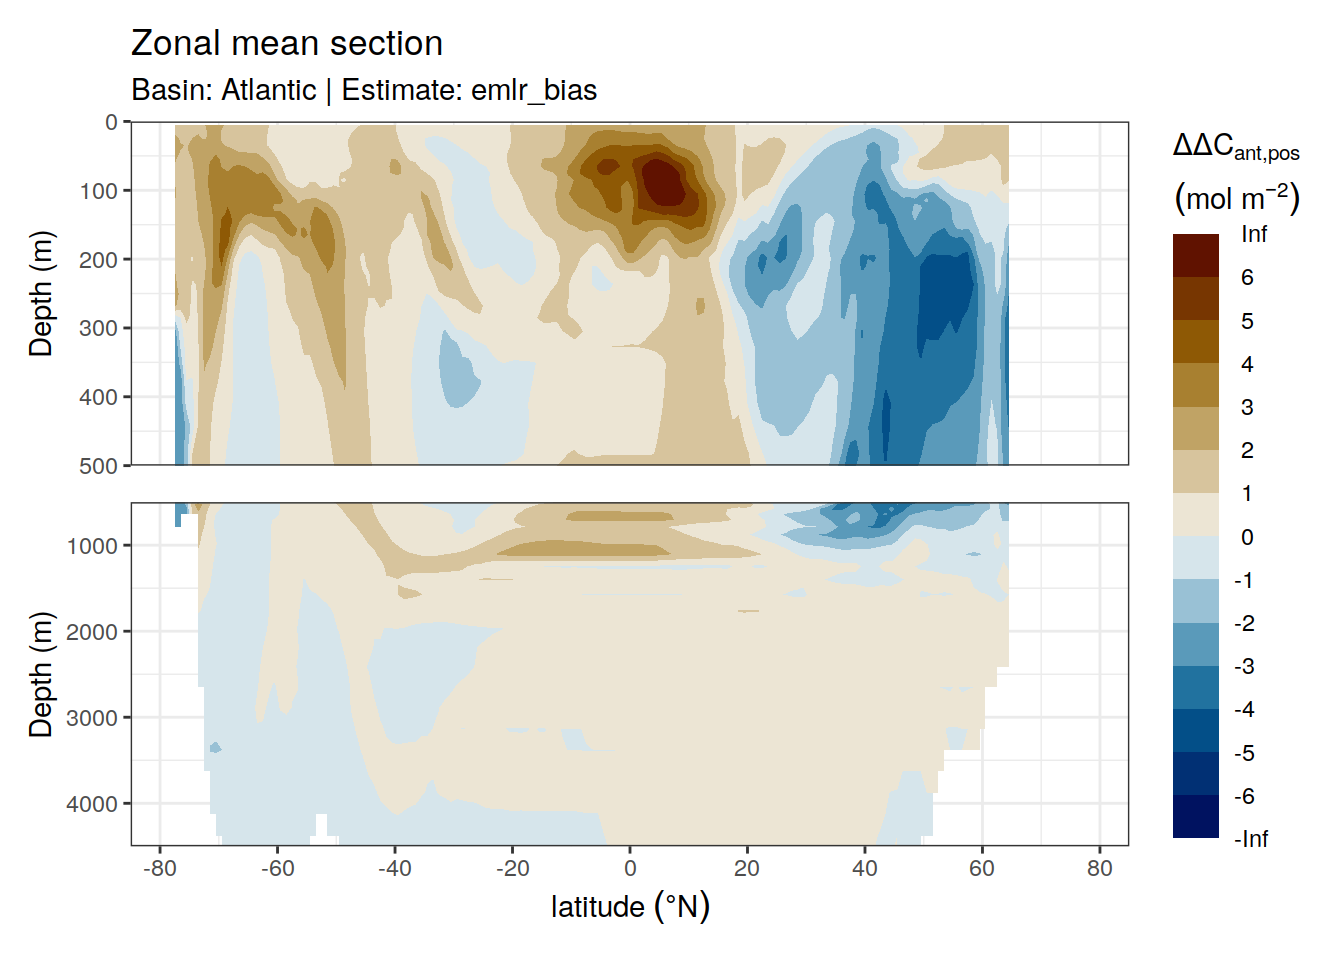 Zonal mean section
Basin: Atlantic | Estimate: emlr_bias
Depth (m)
0
100
200
300
400
500
Depth (m)
1000
2000
3000
4000
-80 -60 -40 -20 0 20 40 60 80
latitude (°N)
ΔΔCant,pos
(mol m−2)
Inf
6
5
4
3
2
1
0
-1
-2
-3
-4
-5
-6
-Inf